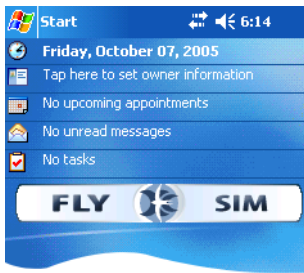 Start 6:14
Friday, October 07, 2005
Tap here to set owner information
No upcoming appointments
No unread messages
No tasks
FLY SIM